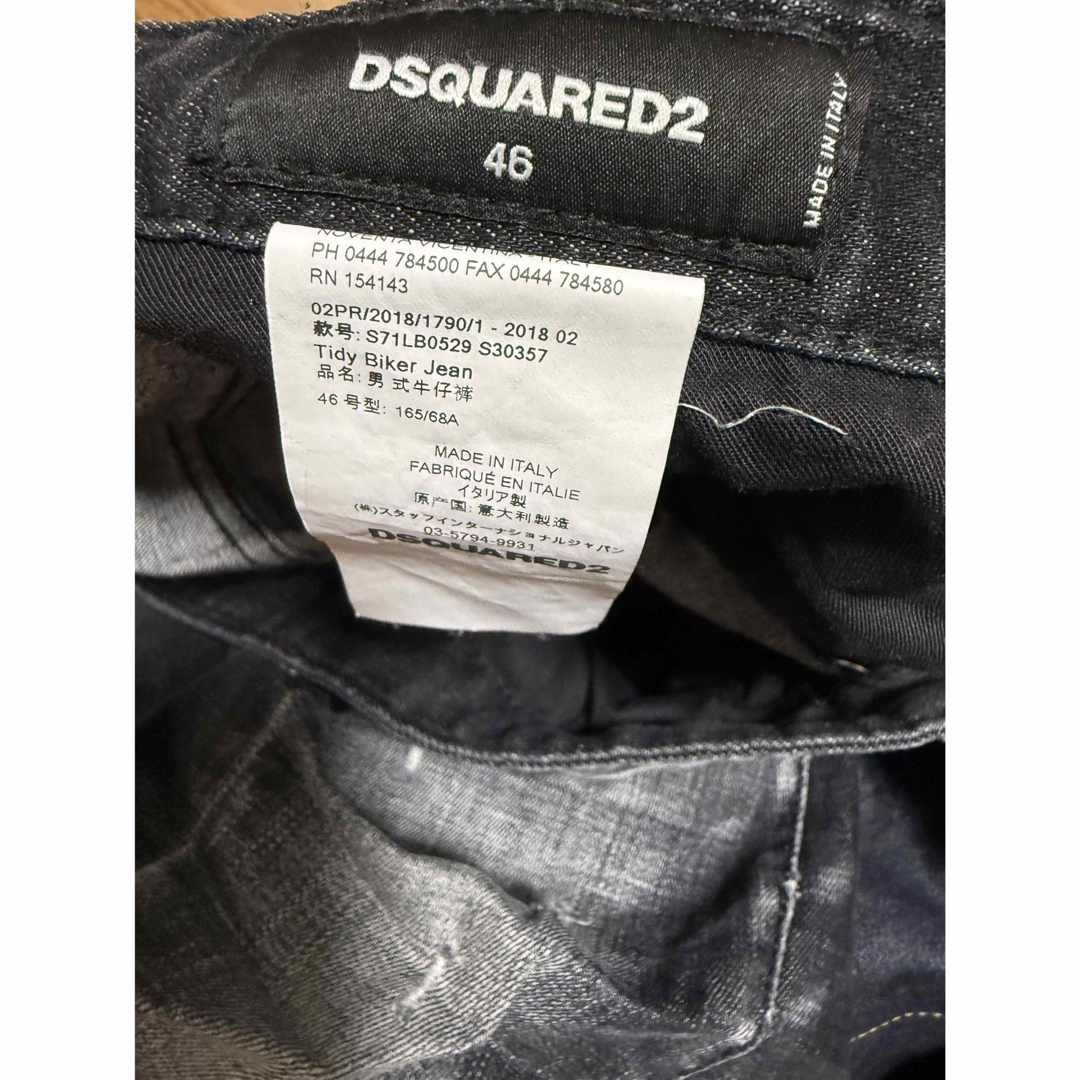 DSQUARED2
46
MADE IN ITALY
NOVENTA VICENTINA - ITALY
PH 0444 784500 FAX 0444 784580
RN 154143
02PR/2018/1790/1 - 2018 02
款号: S71LB0529 S30357
Tidy Biker Jean
品名: 男 式牛仔裤
46 号型: 165/68A
MADE IN ITALY
FABRIQUÉ EN ITALIE
イタリア製
原产国: 意大利製造
(株)スタッフインターナショナルジャパン
03-5794-9931
DSQUARED2